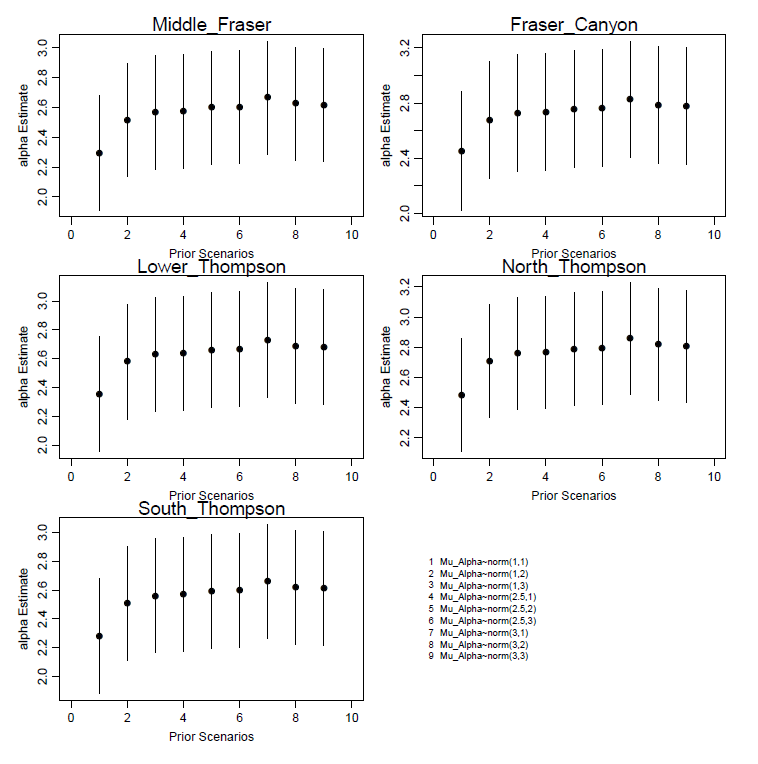 Middle_Fraser
alpha Estimate
2.0 2.2 2.4 2.6 2.8 3.0
0 2 4 6 8 10
Prior Scenarios
Fraser_Canyon
alpha Estimate
2.0 2.4 2.8 3.2
0 2 4 6 8 10
Prior Scenarios
Lower_Thompson
alpha Estimate
2.0 2.2 2.4 2.6 2.8 3.0
0 2 4 6 8 10
Prior Scenarios
North_Thompson
alpha Estimate
2.2 2.4 2.6 2.8 3.0 3.2
0 2 4 6 8 10
Prior Scenarios
South_Thompson
alpha Estimate
2.0 2.2 2.4 2.6 2.8 3.0
0 2 4 6 8 10
Prior Scenarios
1 Mu_Alpha~norm(1,1)
2 Mu_Alpha~norm(1,2)
3 Mu_Alpha~norm(1,3)
4 Mu_Alpha~norm(2.5,1)
5 Mu_Alpha~norm(2.5,2)
6 Mu_Alpha~norm(2.5,3)
7 Mu_Alpha~norm(3,1)
8 Mu_Alpha~norm(3,2)
9 Mu_Alpha~norm(3,3)